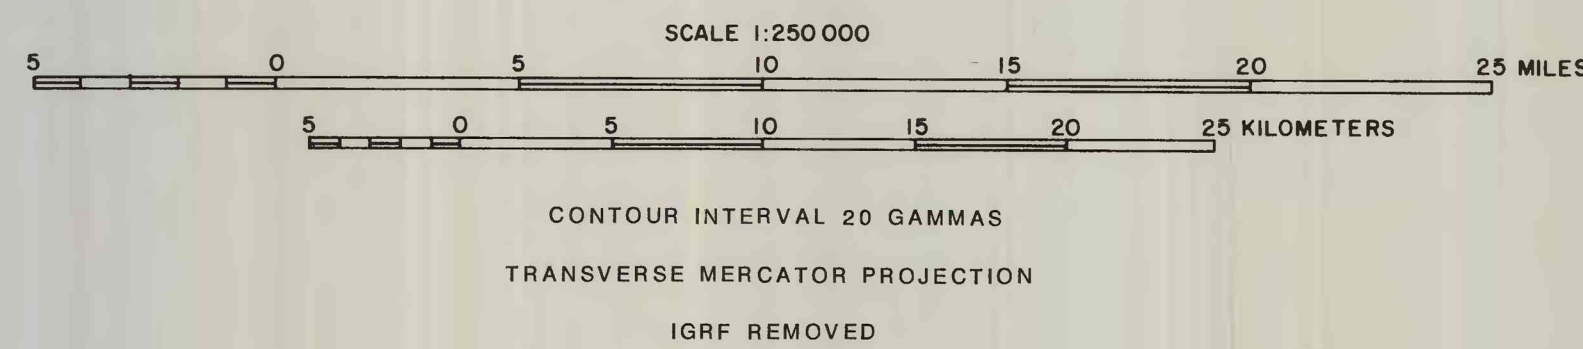 SCALE 1:250 000
5 0 5 10 15 20 25 MILES
5 0 5 10 15 20 25 KILOMETERS
CONTOUR INTERVAL 20 GAMMAS
TRANSVERSE MERCATOR PROJECTION
IGRF REMOVED